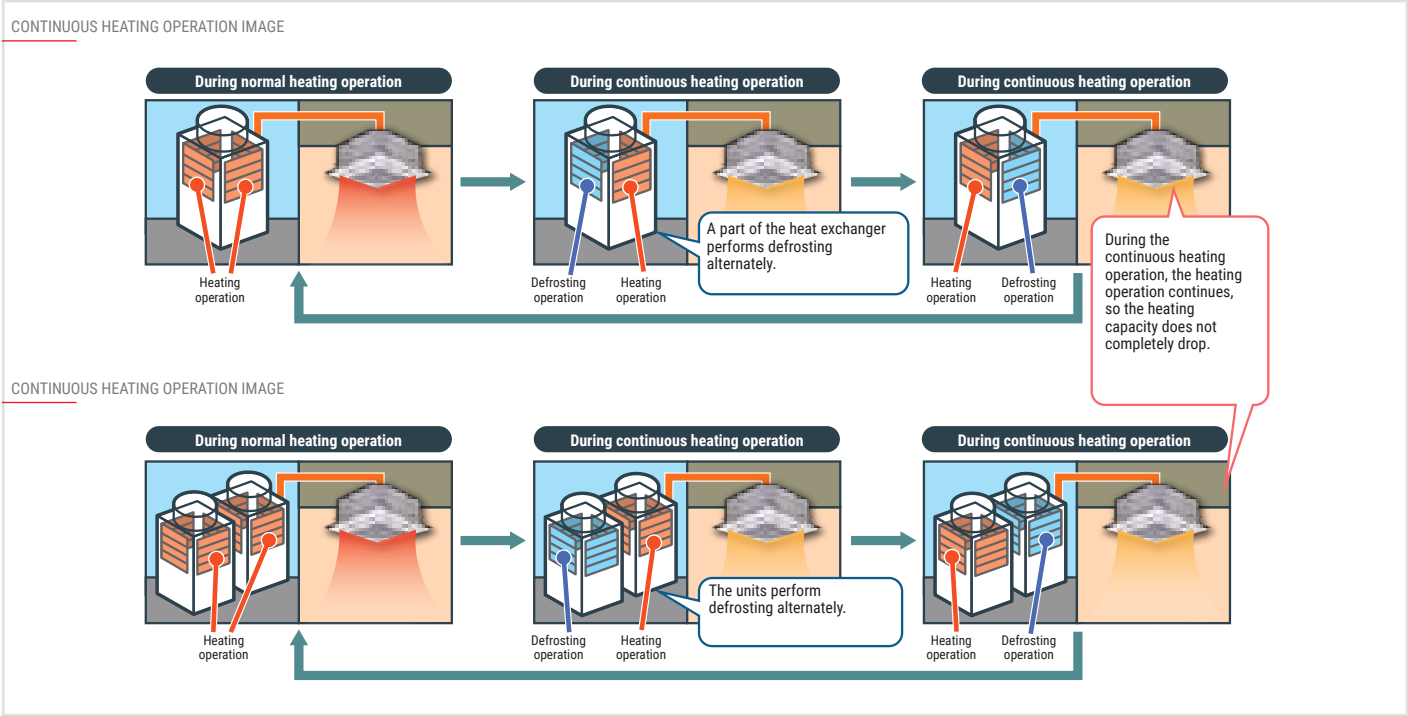 CONTINUOUS HEATING OPERATION IMAGE
During normal heating operation
During continuous heating operation
During continuous heating operation
Heating
operation
Defrosting
operation
Heating
operation
A part of the heat exchanger
performs defrosting
alternately.
Heating
operation
Defrosting
operation
During the
continuous heating
operation, the heating
operation continues,
so the heating
capacity does not
completely drop.
CONTINUOUS HEATING OPERATION IMAGE
During normal heating operation
During continuous heating operation
During continuous heating operation
Heating
operation
Defrosting
operation
Heating
operation
The units perform
defrosting alternately.
Heating
operation
Defrosting
operation